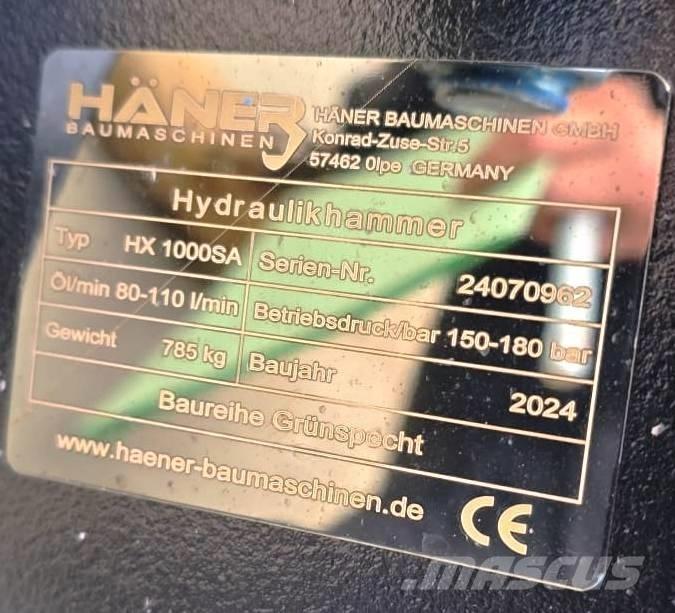 HÄNER
BAUMASCHINEN
HÄNER BAUMASCHINEN GMBH
Konrad-Zuse-Str.5
57462 Olpe GERMANY
Hydraulikhammer
Typ HX 1000SA Serien-Nr. 24070962
Öl/min 80-110 l/min Betriebsdruck/bar 150-180 bar
Gewicht 785 kg Baujahr 2024
Baureihe Grünspecht
www.haener-baumaschinen.de
CE
MASCUS